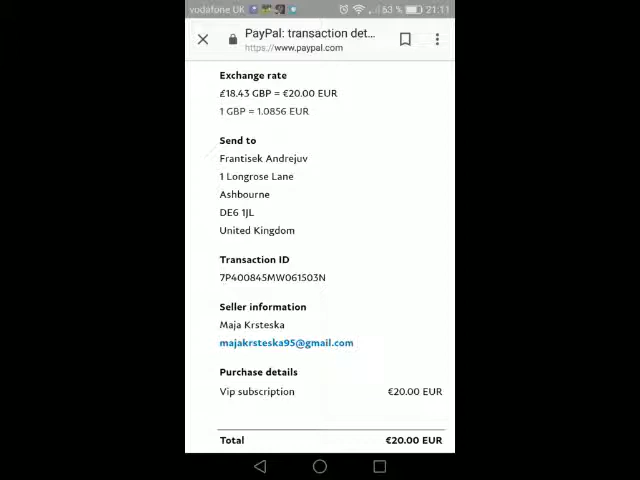 vodafone UK 63 % 21:11
PayPal: transaction det...
https://www.paypal.com
Exchange rate
£18.43 GBP = €20.00 EUR
1 GBP = 1.0856 EUR
Send to
Frantisek Andrejuv
1 Longrose Lane
Ashbourne
DE6 1JL
United Kingdom
Transaction ID
7P400845MW061503N
Seller information
Maja Krsteska
majakrsteska95@gmail.com
Purchase details
Vip subscription €20.00 EUR
Total €20.00 EUR